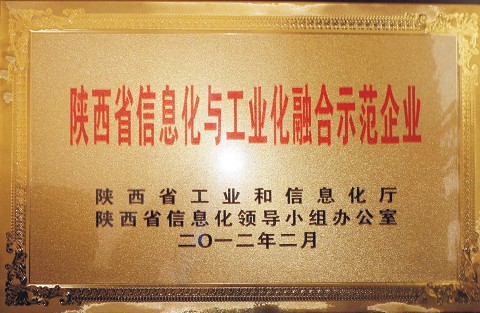 陕西省信息化与工业化融合示范企业
陕西省工业和信息化厅
陕西省信息化领导小组办公室
二〇一二年二月